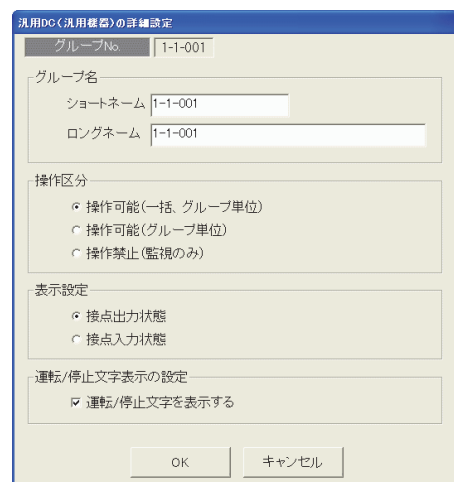 汎用DC(汎用機器)の詳細設定
グループNo. 1-1-001
グループ名
ショートネーム 1-1-001
ロングネーム 1-1-001
操作区分
操作可能(一括、グループ単位)
操作可能(グループ単位)
操作禁止(監視のみ)
表示設定
接点出力状態
接点入力状態
運転/停止文字表示の設定
運転/停止文字を表示する
OK キャンセル